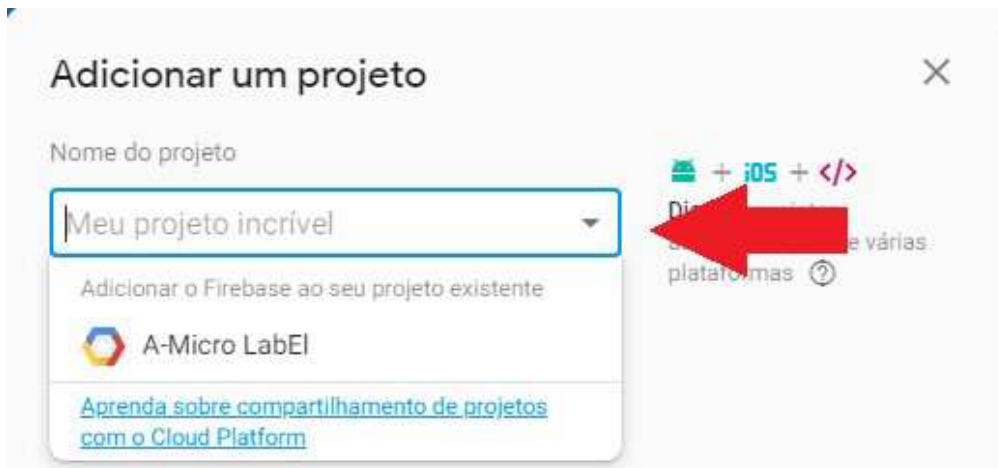 Adicionar um projeto
Nome do projeto
Meu projeto incrível
Adicionar o Firebase ao seu projeto existente
A-Micro LabEl
Aprenda sobre compartilhamento de projetos
com o Cloud Platform
+ iOS + </>
e várias
plataformas